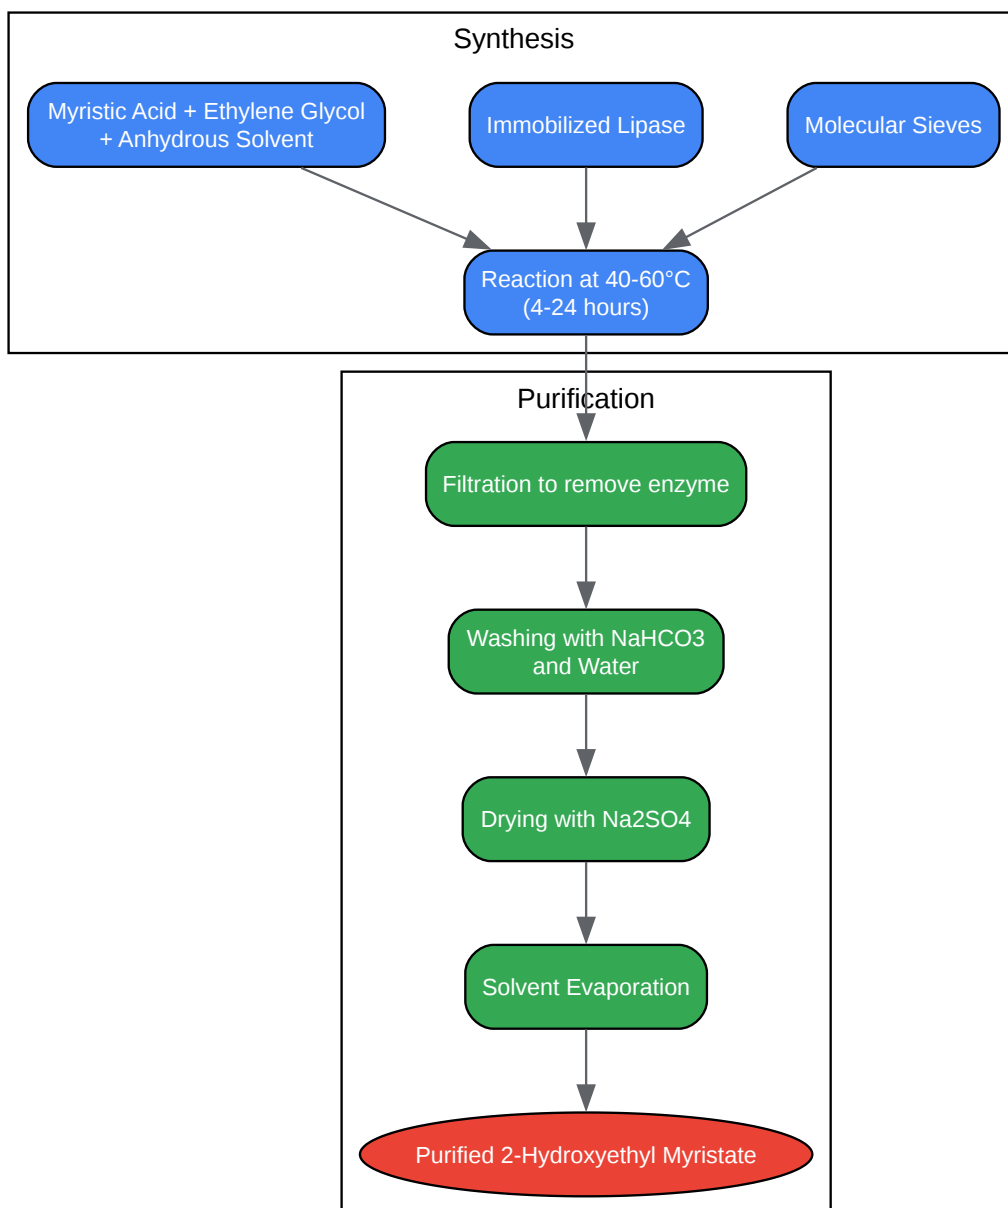 Synthesis
Myristic Acid + Ethylene Glycol
+ Anhydrous Solvent
Immobilized Lipase
Molecular Sieves
Reaction at 40-60°C
(4-24 hours)
Purification
Filtration to remove enzyme
Washing with NaHCO3
and Water
Drying with Na2SO4
Solvent Evaporation
Purified 2-Hydroxyethyl Myristate